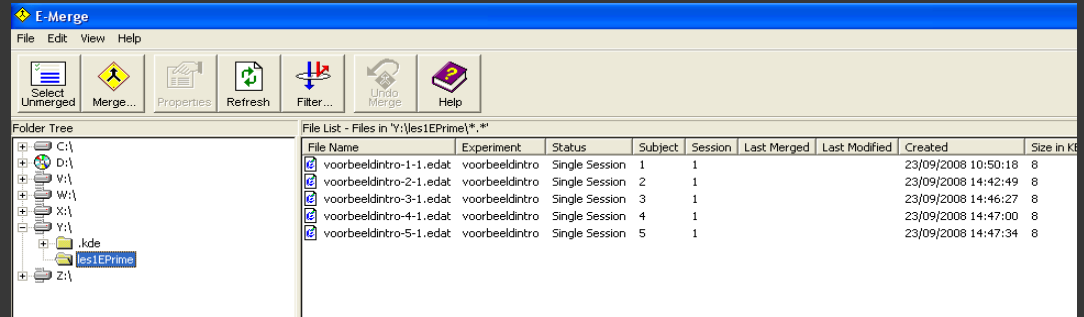 E-Merge
File Edit View Help
Select Unmerged Merge... Properties Refresh Filter... Undo Merge Help
Folder Tree
C:\
D:\
V:\
W:\
X:\
Y:\
.kde
les1EPrime
Z:\
File List - Files in 'Y:\les1EPrime\*.*'
File Name Experiment Status Subject Session Last Merged Last Modified Created Size in KB
voorbeeldintro-1-1.edat voorbeeldintro Single Session 1 1 23/09/2008 10:50:18 8
voorbeeldintro-2-1.edat voorbeeldintro Single Session 2 1 23/09/2008 14:42:49 8
voorbeeldintro-3-1.edat voorbeeldintro Single Session 3 1 23/09/2008 14:46:27 8
voorbeeldintro-4-1.edat voorbeeldintro Single Session 4 1 23/09/2008 14:47:00 8
voorbeeldintro-5-1.edat voorbeeldintro Single Session 5 1 23/09/2008 14:47:34 8